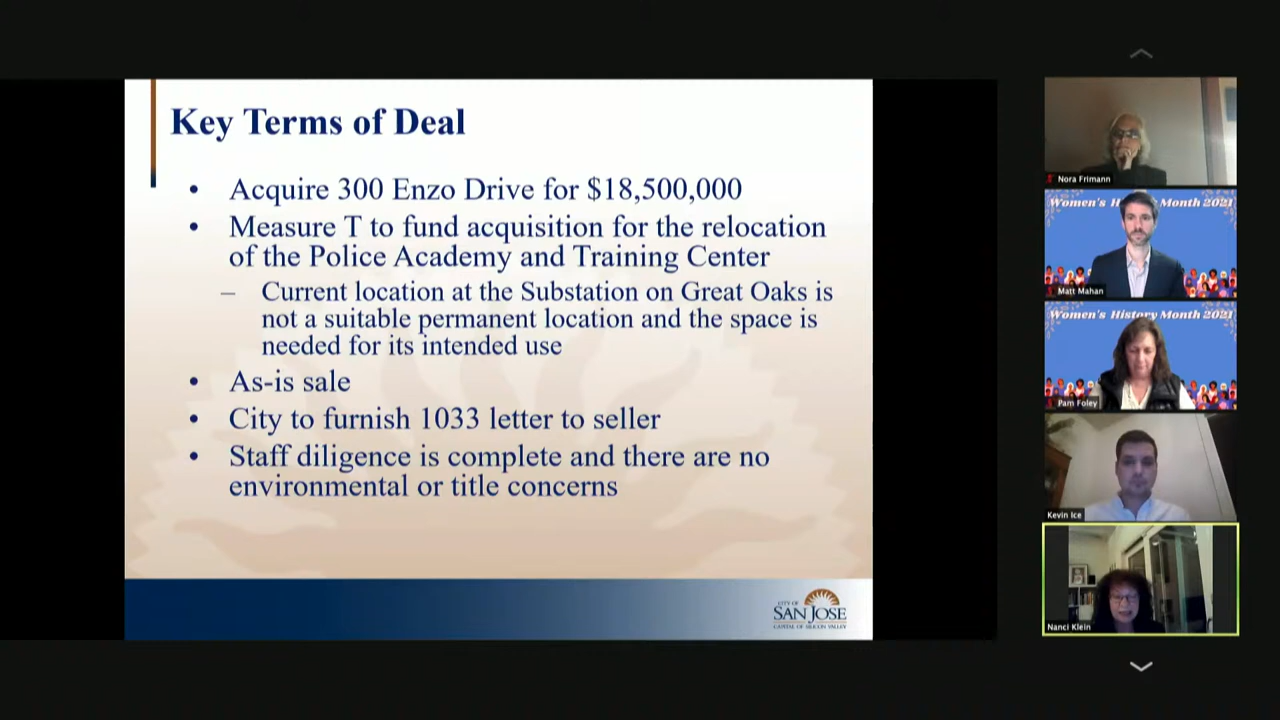 Key Terms of Deal
• Acquire 300 Enzo Drive for $18,500,000
• Measure T to fund acquisition for the relocation
of the Police Academy and Training Center
– Current location at the Substation on Great Oaks is
not a suitable permanent location and the space is
needed for its intended use
• As-is sale
• City to furnish 1033 letter to seller
• Staff diligence is complete and there are no
environmental or title concerns
CITY OF
SAN JOSE
CAPITAL OF SILICON VALLEY
Nora Frimann
Women's H Month 2021
Matt Mahan
Women's History Month 2021
Pam Foley
Kevin Ice
Nanci Klein